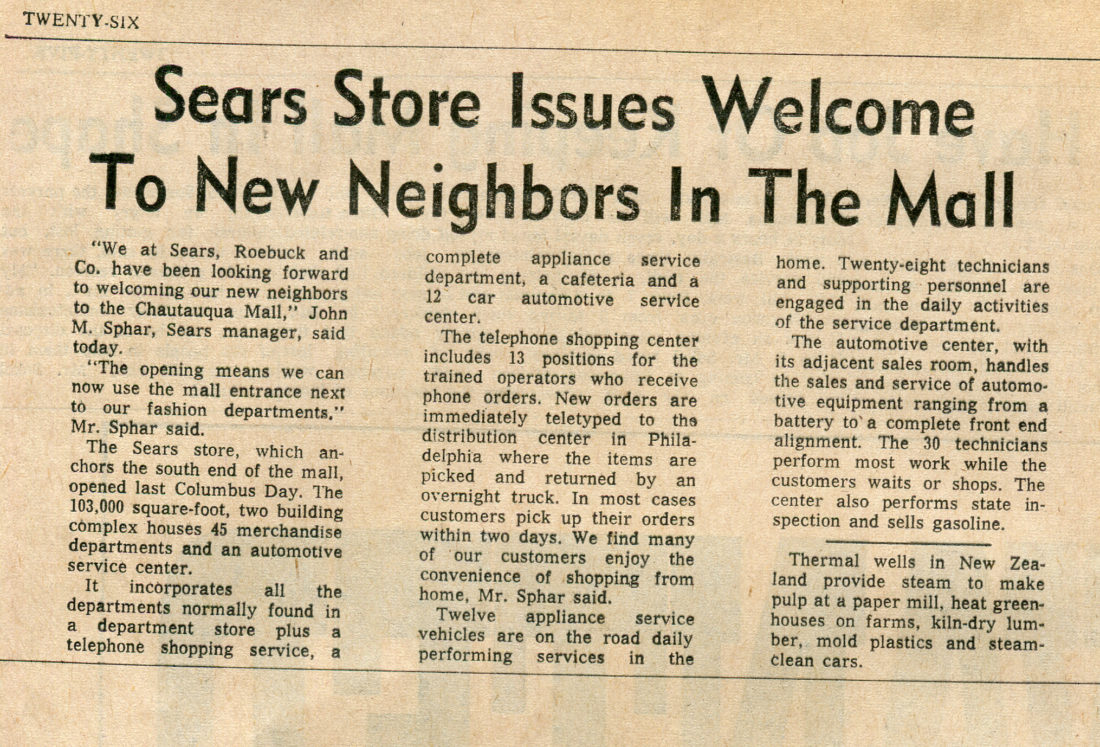 TWENTY-SIX
Sears Store Issues Welcome
To New Neighbors In The Mall
"We at Sears, Roebuck and
Co. have been looking forward
to welcoming our new neighbors
to the Chautauqua Mall," John
M. Sphar, Sears manager, said
today.
"The opening means we can
now use the mall entrance next
to our fashion departments."
Mr. Sphar said.
The Sears store, which an-
chors the south end of the mall,
opened last Columbus Day. The
103,000 square-foot, two building
complex houses 45 merchandise
departments and an automotive
service center.
It incorporates all the
departments normally found in
a department store plus a
telephone shopping service, a
complete appliance service
department, a cafeteria and a
12 car automotive service
center.
The telephone shopping center
includes 13 positions for the
trained operators who receive
phone orders. New orders are
immediately teletyped to the
distribution center in Phila-
delphia where the items are
picked and returned by an
overnight truck. In most cases
customers pick up their orders
within two days. We find many
of our customers enjoy the
convenience of shopping from
home, Mr. Sphar said.
Twelve appliance service
vehicles are on the road daily
performing services in the
home. Twenty-eight technicians
and supporting personnel are
engaged in the daily activities
of the service department.
The automotive center, with
its adjacent sales room, handles
the sales and service of automo-
tive equipment ranging from a
battery to a complete front end
alignment. The 30 technicians
perform most work while the
customers waits or shops. The
center also performs state in-
spection and sells gasoline.
Thermal wells in New Zea-
land provide steam to make
pulp at a paper mill, heat green-
houses on farms, kiln-dry lum-
ber, mold plastics and steam-
clean cars.